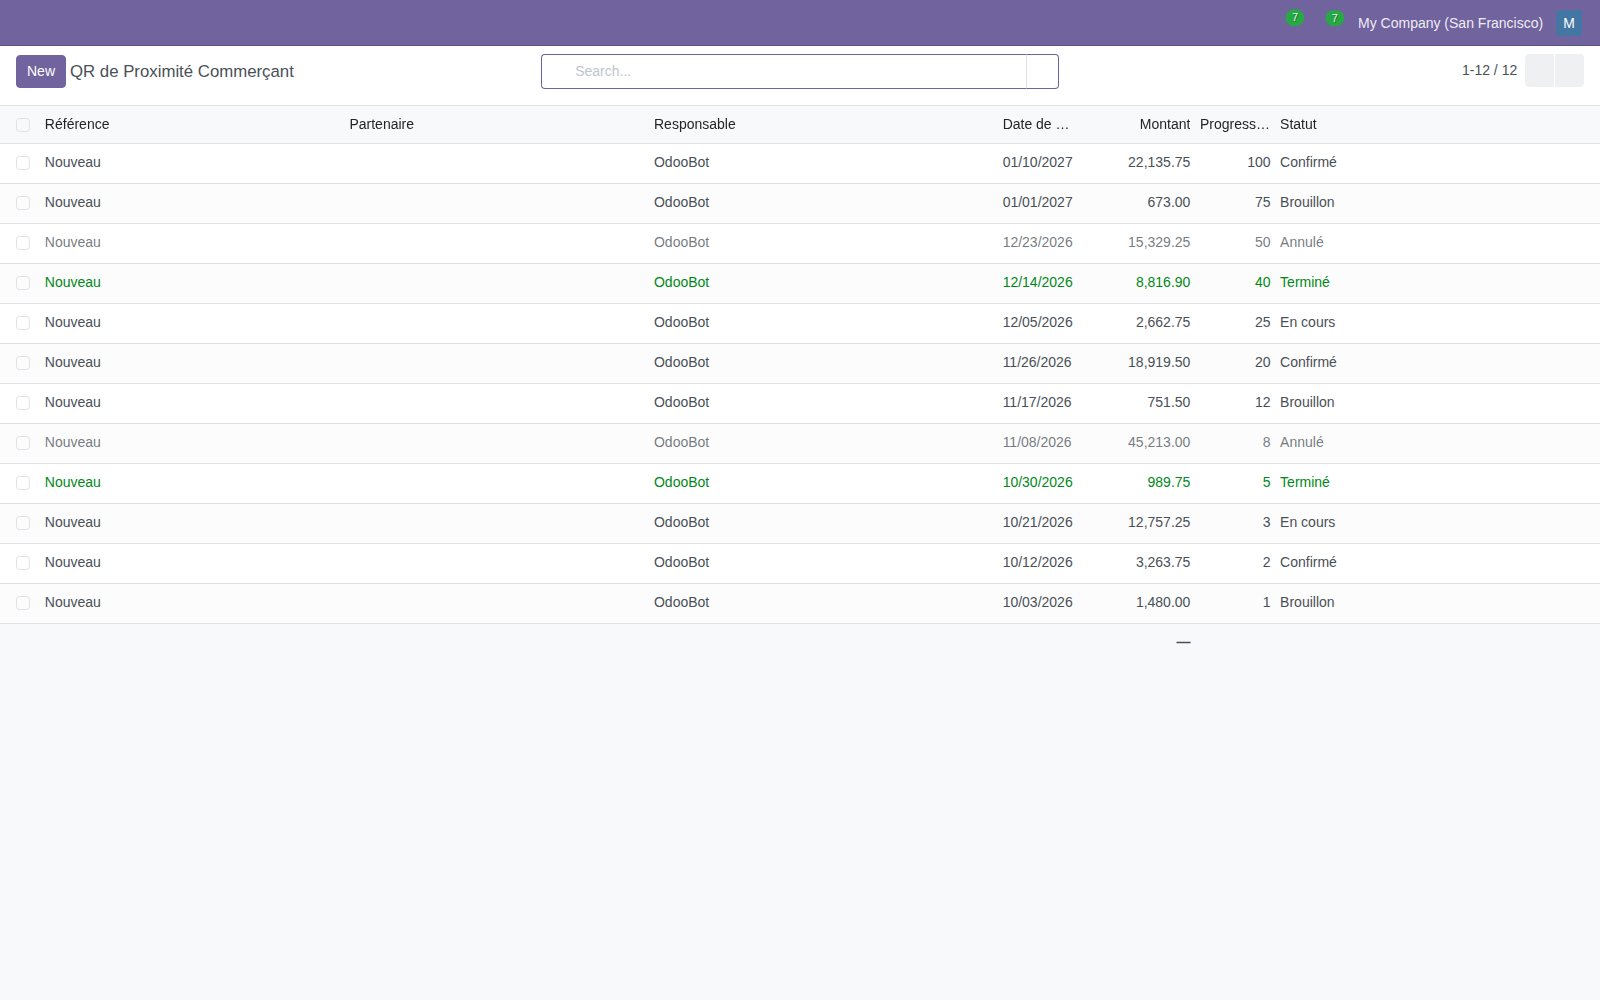 7 7 My Company (San Francisco) M
New QR de Proximité Commerçant Search... 1-12 / 12
Référence Partenaire Responsable Date de … Montant Progress… Statut
Nouveau OdooBot 01/10/2027 22,135.75 100 Confirmé
Nouveau OdooBot 01/01/2027 673.00 75 Brouillon
Nouveau OdooBot 12/23/2026 15,329.25 50 Annulé
Nouveau OdooBot 12/14/2026 8,816.90 40 Terminé
Nouveau OdooBot 12/05/2026 2,662.75 25 En cours
Nouveau OdooBot 11/26/2026 18,919.50 20 Confirmé
Nouveau OdooBot 11/17/2026 751.50 12 Brouillon
Nouveau OdooBot 11/08/2026 45,213.00 8 Annulé
Nouveau OdooBot 10/30/2026 989.75 5 Terminé
Nouveau OdooBot 10/21/2026 12,757.25 3 En cours
Nouveau OdooBot 10/12/2026 3,263.75 2 Confirmé
Nouveau OdooBot 10/03/2026 1,480.00 1 Brouillon
—